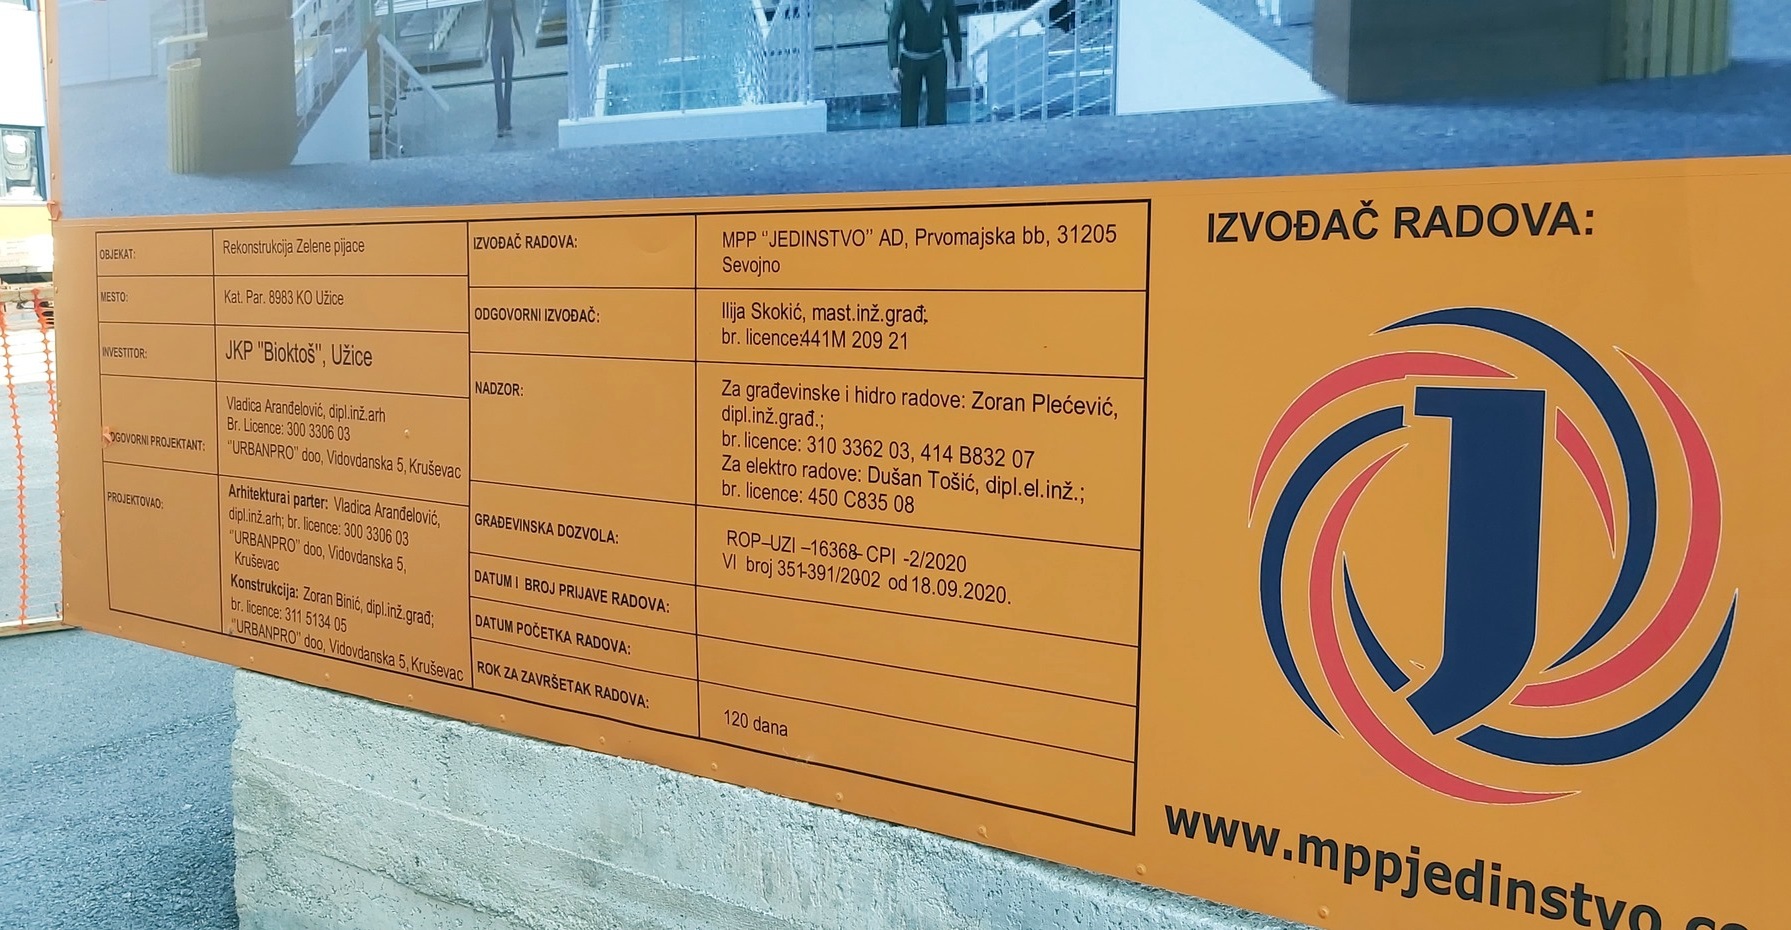 OBJEKAT:
Rekonstrukcija Zelene pijace
MESTO:
Kat. Par. 8983 KO Užice
INVESTITOR:
JKP "Bioktoš", Užice
ODGOVORNI PROJEKTANT:
Vladica Aranđelović, dipl.inž.arh
Br. Licence: 300 3306 03
"URBANPRO" doo, Vidovdanska 5, Kruševac
PROJEKTOVAO:
Arhitektura i parter: Vladica Aranđelović,
dipl.inž.arh; br. licence: 300 3306 03
"URBANPRO" doo, Vidovdanska 5,
Kruševac
Konstrukcija: Zoran Binić, dipl.inž.građ;
br. licence: 311 5134 05
"URBANPRO" doo, Vidovdanska 5, Kruševac
IZVOĐAČ RADOVA:
MPP "JEDINSTVO" AD, Prvomajska bb, 31205
Sevojno
ODGOVORNI IZVOĐAČ:
Ilija Skokić, mast.inž.građ;
br. licence:441M 209 21
NADZOR:
Za građevinske i hidro radove: Zoran Plećević,
dipl.inž.građ.;
br. licence: 310 3362 03, 414 B832 07
Za elektro radove: Dušan Tošić, dipl.el.inž.;
br. licence: 450 C835 08
GRAĐEVINSKA DOZVOLA:
ROP–UZI –16368–CPI -2/2020
VI broj 351-391/2002 od 18.09.2020.
DATUM I BROJ PRIJAVE RADOVA:
DATUM POČETKA RADOVA:
ROK ZA ZAVRŠETAK RADOVA:
120 dana
IZVOĐAČ RADOVA:
J
www.mppjedinstvo.co